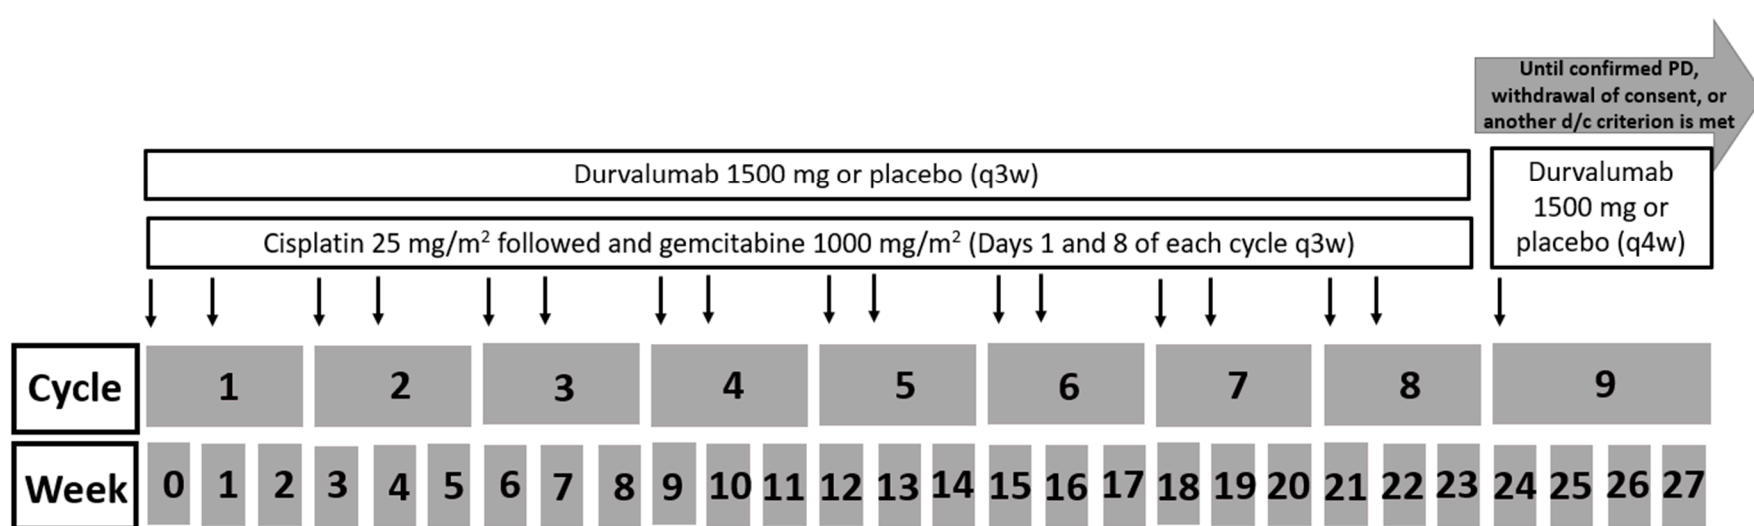 Until confirmed PD,
withdrawal of consent, or
another d/c criterion is met
Durvalumab 1500 mg or placebo (q3w)
Durvalumab
1500 mg or
placebo (q4w)
Cisplatin 25 mg/m² followed and gemcitabine 1000 mg/m² (Days 1 and 8 of each cycle q3w)
Cycle 1 2 3 4 5 6 7 8 9
Week 0 1 2 3 4 5 6 7 8 9 10 11 12 13 14 15 16 17 18 19 20 21 22 23 24 25 26 27